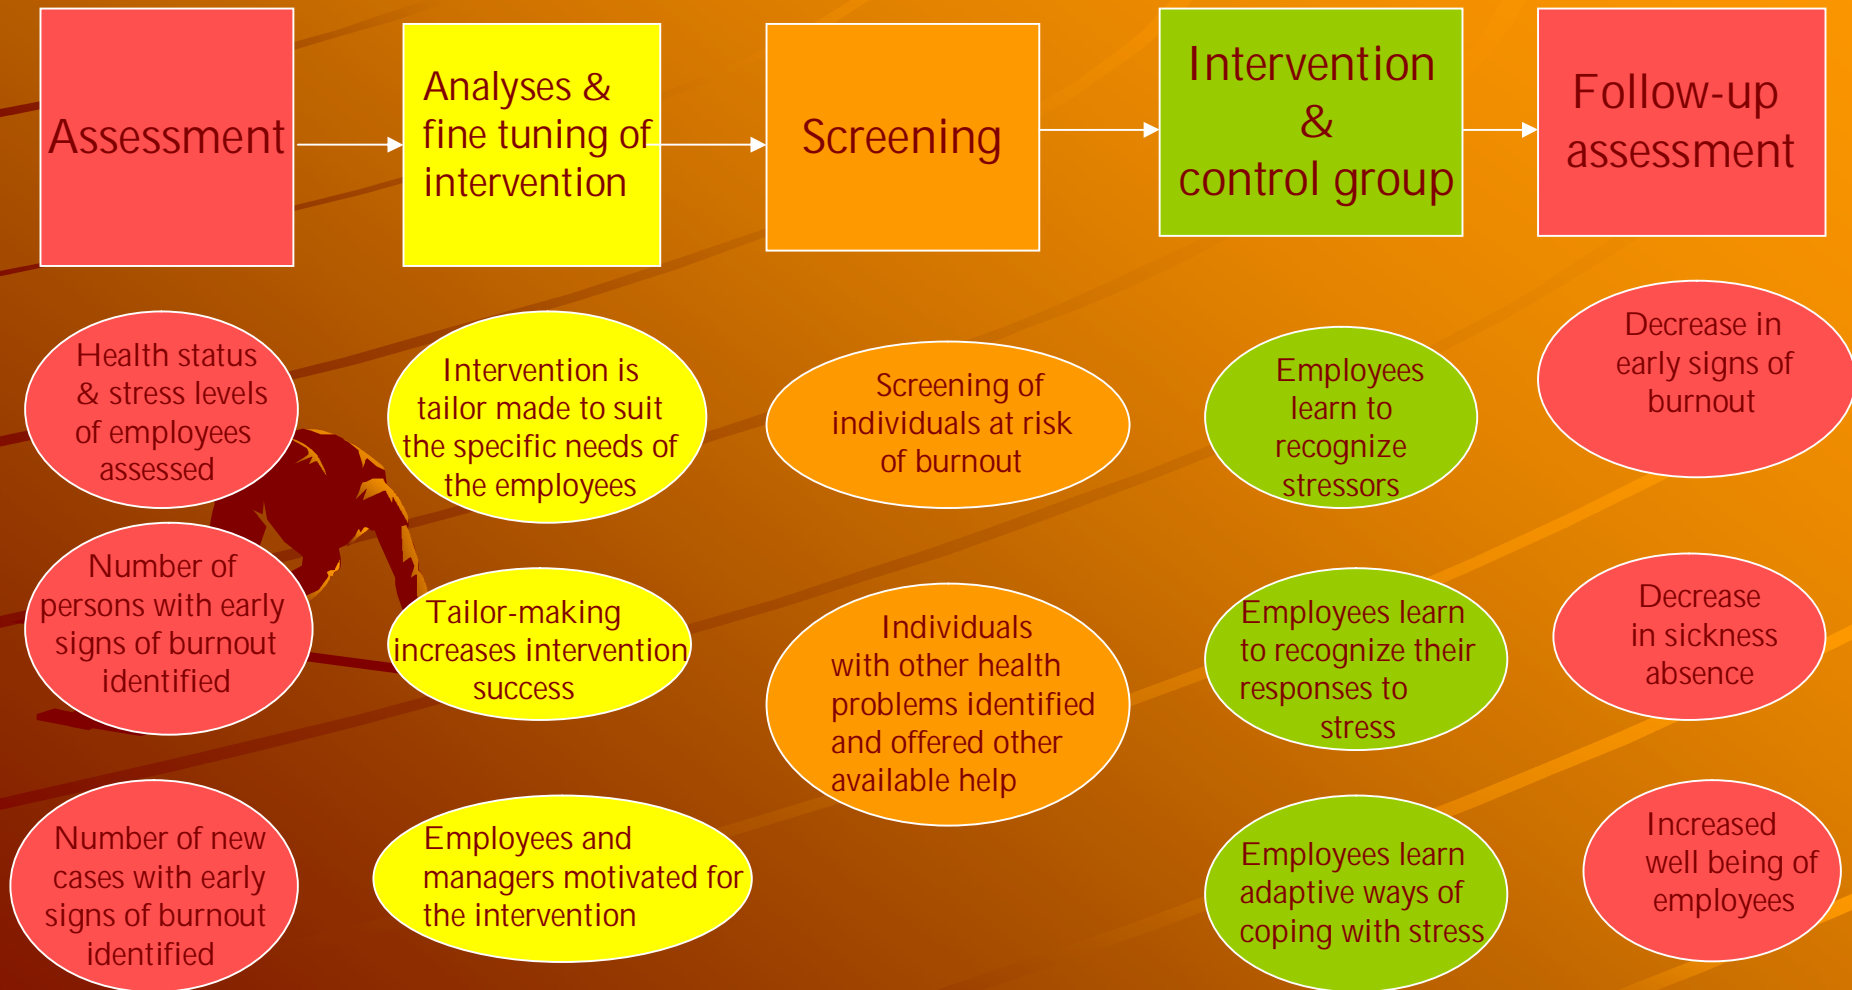 Assessment
Analyses &
fine tuning of
intervention
Screening
Intervention
&
control group
Follow-up
assessment
Health status
& stress levels
of employees
assessed
Number of
persons with early
signs of burnout
identified
Number of new
cases with early
signs of burnout
identified
Intervention is
tailor made to suit
the specific needs of
the employees
Tailor-making
increases intervention
success
Employees and
managers motivated for
the intervention
Screening of
individuals at risk
of burnout
Individuals
with other health
problems identified
and offered other
available help
Employees
learn to
recognize
stressors
Employees learn
to recognize their
responses to
stress
Employees learn
adaptive ways of
coping with stress
Decrease in
early signs of
burnout
Decrease
in sickness
absence
Increased
well being of
employees